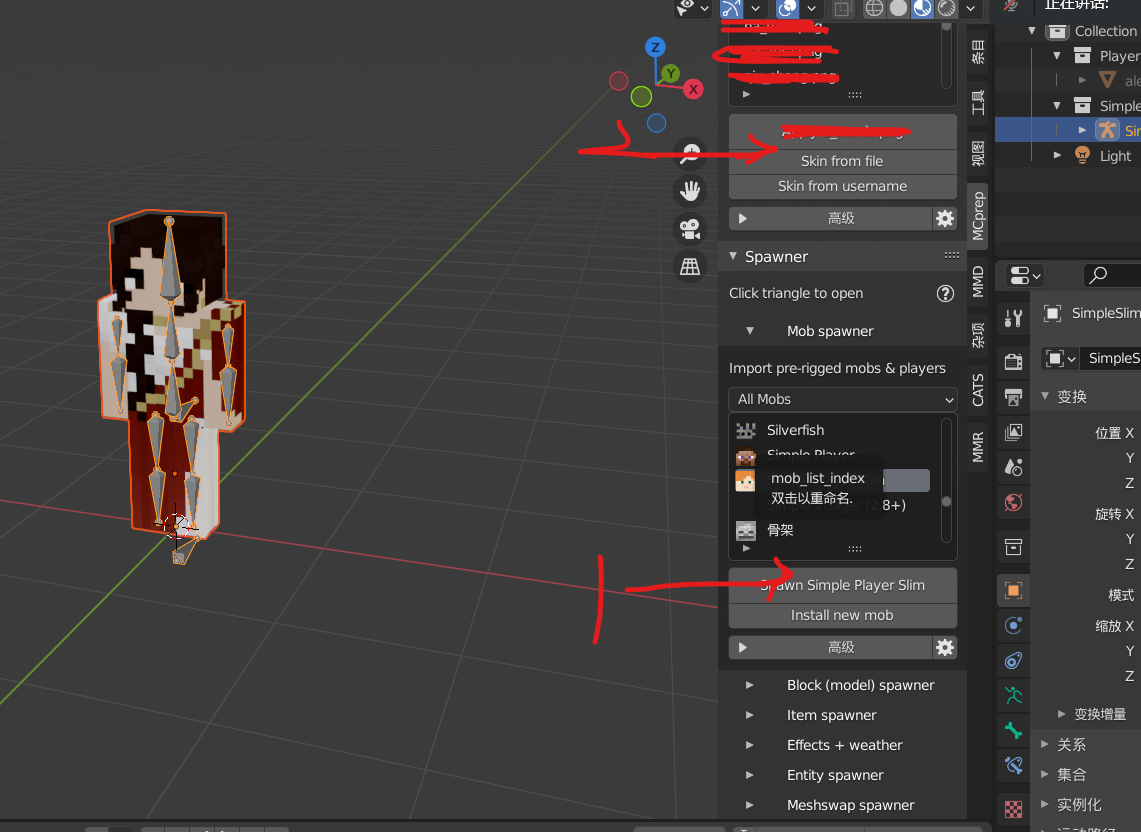 正在讲话:
Collection
Player
Simple
Light
条目
工具
视图
MCprep
MMD
杂项
CATS
MMR
Z
Y
X
Skin from file
Skin from username
高级
Spawner
Click triangle to open
Mob spawner
Import pre-rigged mobs & players
All Mobs
Silverfish
Simple Player
mob_list_index
双击以重命名.
Simple Villager (2.8+)
骨架
Spawn Simple Player Slim
Install new mob
高级
Block (model) spawner
Item spawner
Effects + weather
Entity spawner
Meshswap spawner
SimpleSlim
SimpleS
变换
位置 X
Y
Z
旋转 X
Y
Z
模式
缩放 X
Y
Z
变换增量
关系
集合
实例化